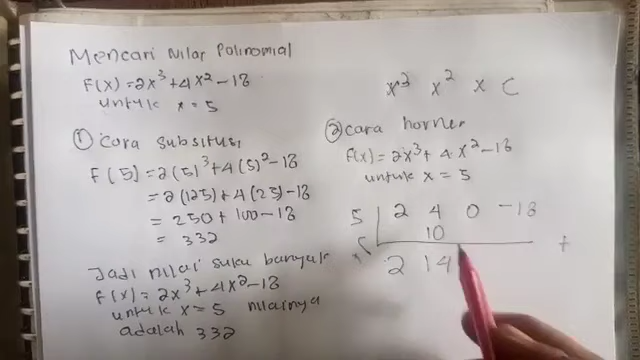 Mencari Nilai Polinomial
F(x) = 2x³ + 4x² - 18
untuk x = 5
① Cara substitusi
F(5) = 2(5)³ + 4(5)² - 18
= 2(125) + 4(25) - 18
= 250 + 100 - 18
= 332
Jadi nilai suku banyak
F(x) = 2x³ + 4x² - 18
untuk x = 5 nilainya
adalah 332
x³ x² x C
② Cara horner
F(x) = 2x³ + 4x² - 18
untuk x = 5
5 | 2 4 0 -18
10
x +
2 14